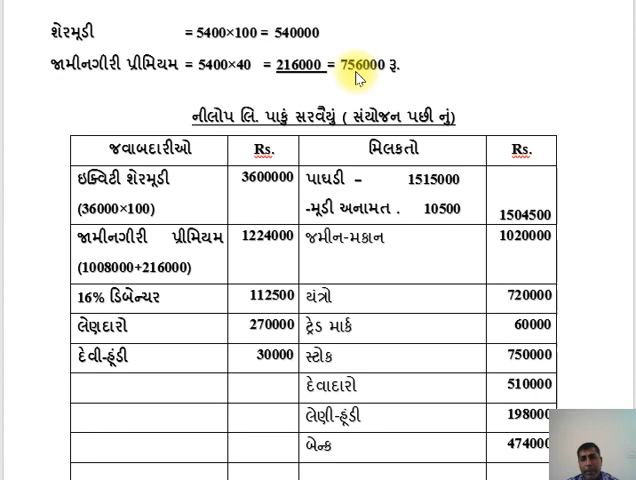 શેરમૂડી = 5400×100 = 540000
જામીનગીરી પ્રીમિયમ = 5400×40 = 216000 = 756000 રૂ.
નીલોપ લિ. પાકું સરવૈયું ( સંયોજન પછી નું)
જવાબદારીઓ Rs. મિલકતો Rs.
ઇક્વિટી શેરમૂડી 3600000 પાઘડી – 1515000
(36000×100) -મૂડી અનામત . 10500 1504500
જામીનગીરી પ્રીમિયમ 1224000 જમીન-મકાન 1020000
(1008000+216000)
16% ડિબેન્ચર 112500 યંત્રો 720000
લેણદારો 270000 ટ્રેડ માર્ક 60000
દેવી-હૂંડી 30000 સ્ટોક 750000
દેવાદારો 510000
લેણી-હૂંડી 198000
બેન્ક 474000